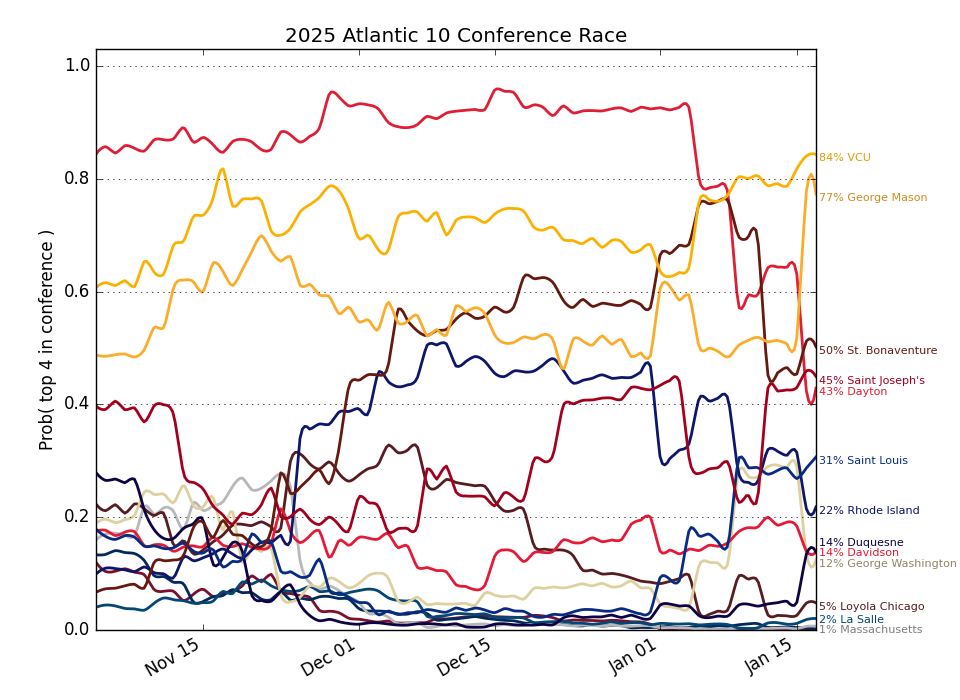 2025 Atlantic 10 Conference Race
Prob( top 4 in conference )
1.0
0.8
0.6
0.4
0.2
0.0
Nov 15
Dec 01
Dec 15
Jan 01
Jan 15
84% VCU
77% George Mason
50% St. Bonaventure
45% Saint Joseph's
43% Dayton
31% Saint Louis
22% Rhode Island
14% Duquesne
14% Davidson
12% George Washington
5% Loyola Chicago
2% La Salle
1% Massachusetts